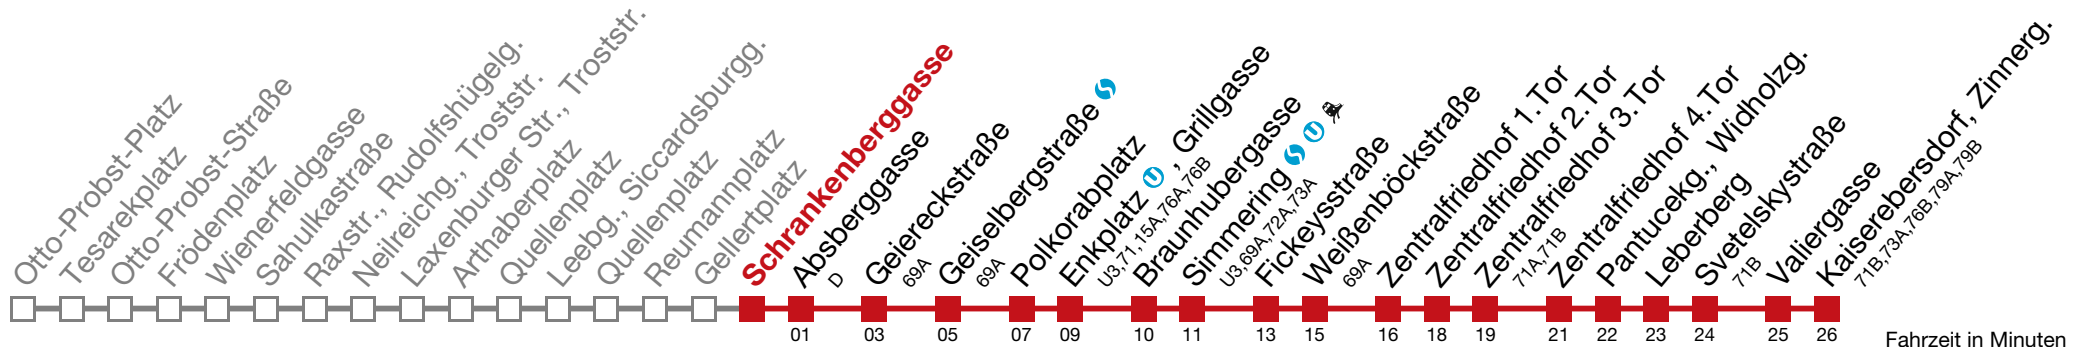 Otto-Probst-Platz
Tesarekplatz
Otto-Probst-Straße
Frödenplatz
Wienerfeldgasse
Sahulkastraße
Raxstr., Rudolfshügelg.
Neilreichg., Troststr.
Laxenburger Str., Troststr.
Arthaberplatz
Quellenplatz
Leebg., Siccardsburgg.
Quellenplatz
Reumannplatz
Gellertplatz
Schrankenberggasse
Absberggasse
D
Geiereckstraße
69A
Geiselbergstraße
69A
Polkorabplatz
Enkplatz U, Grillgasse
U3,71,15A,76A,76B
Braunhubergasse
Simmering S U
U3,69A,72A,73A
Fickeysstraße
Weißenböckstraße
69A
Zentralfriedhof 1.Tor
Zentralfriedhof 2.Tor
Zentralfriedhof 3.Tor
71A,71B
Zentralfriedhof 4.Tor
Pantucekg., Widholzg.
Leberberg
Svetelskystraße
71B
Valiergasse
Kaiserebersdorf, Zinnerg.
71B,73A,76B,79A,79B
01 03 05 07 09 10 11 13 15 16 18 19 21 22 23 24 25 26
Fahrzeit in Minuten